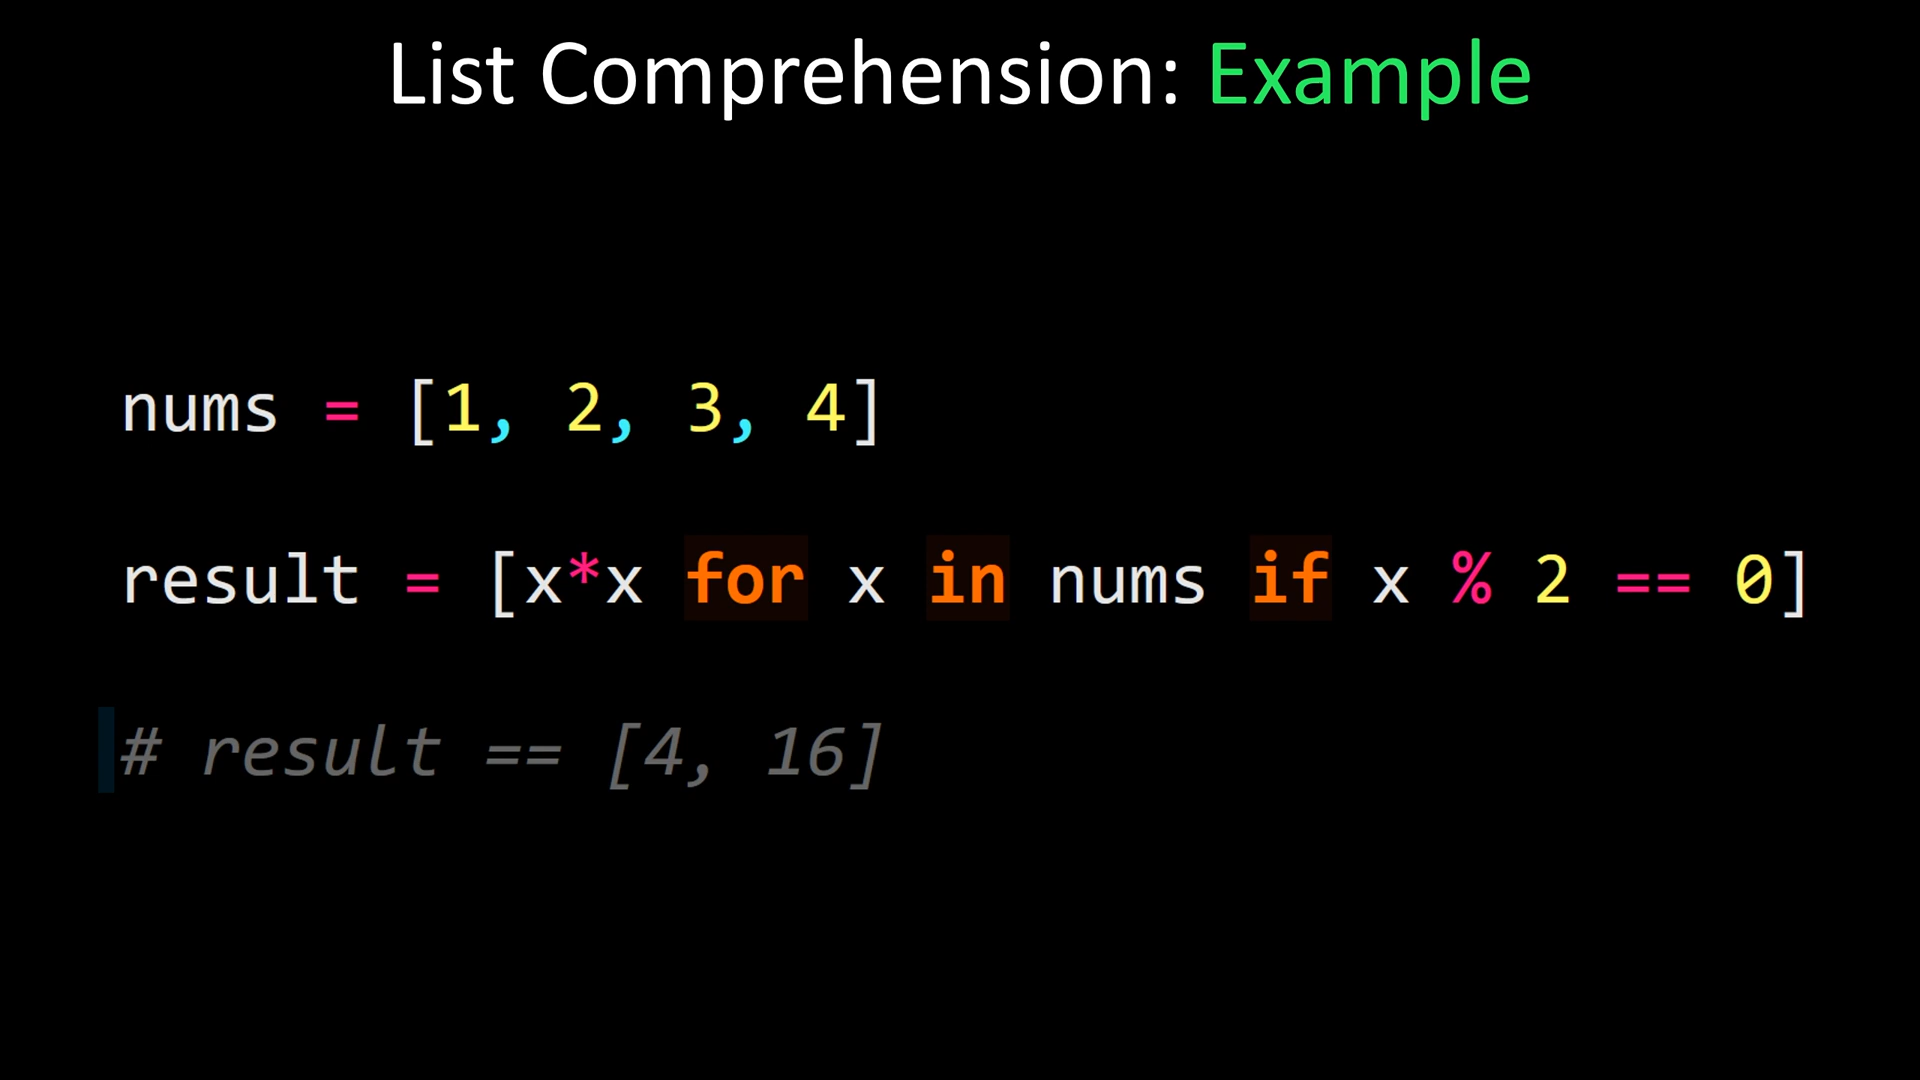 List Comprehension: Example
nums = [1, 2, 3, 4]
result = [x*x for x in nums if x % 2 == 0]
# result == [4, 16]